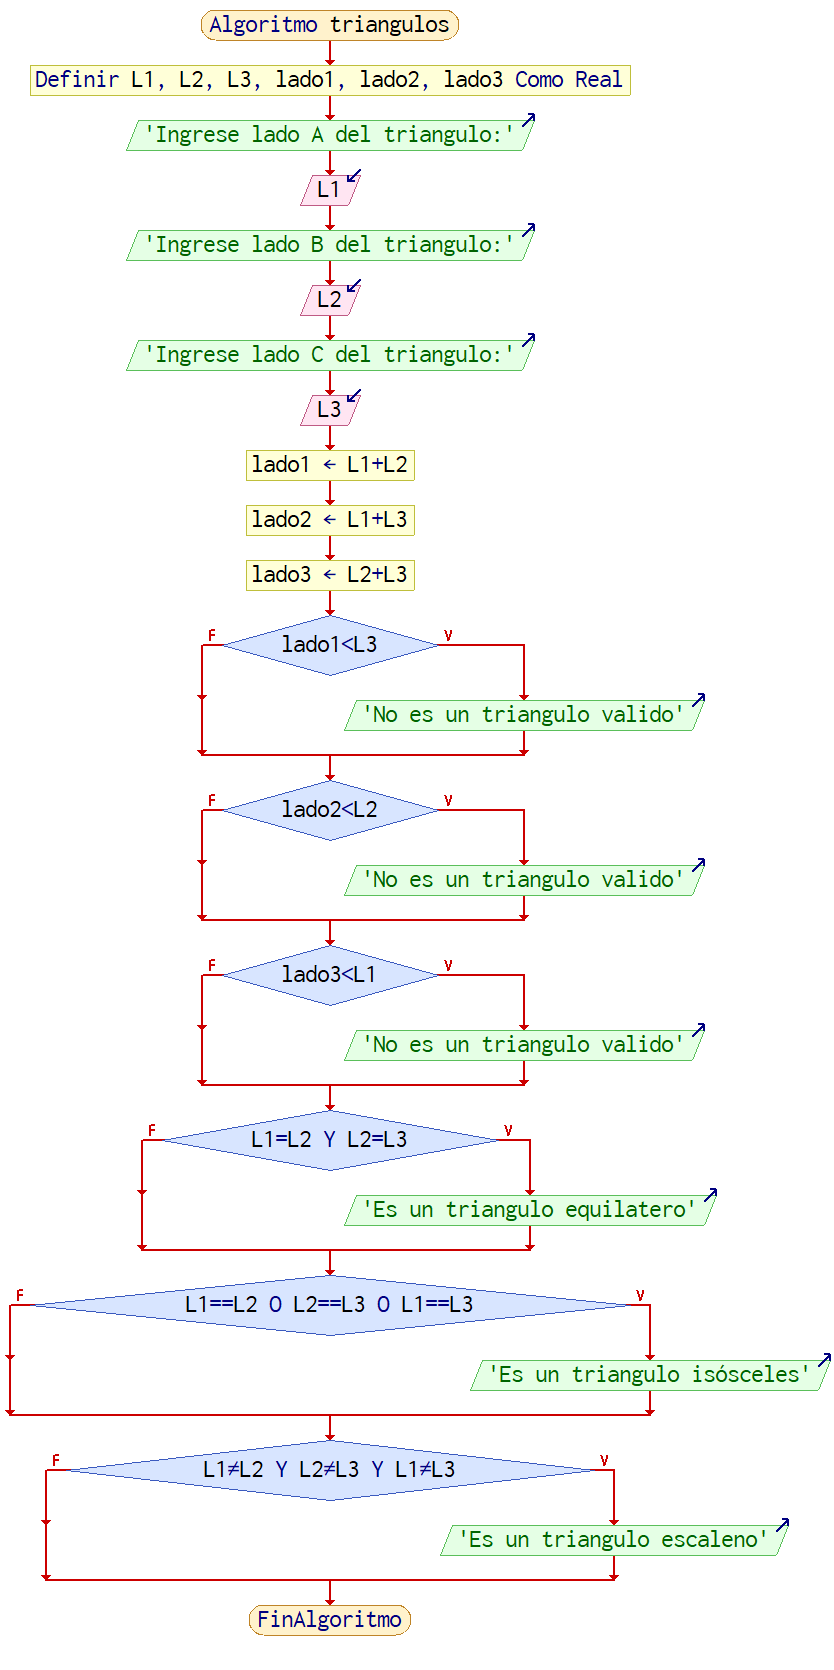 Algoritmo triangulos
Definir L1, L2, L3, lado1, lado2, lado3 Como Real
'Ingrese lado A del triangulo:'
L1
'Ingrese lado B del triangulo:'
L2
'Ingrese lado C del triangulo:'
L3
lado1 ← L1+L2
lado2 ← L1+L3
lado3 ← L2+L3
F lado1<L3 V
'No es un triangulo valido'
F lado2<L2 V
'No es un triangulo valido'
F lado3<L1 V
'No es un triangulo valido'
F L1=L2 Y L2=L3 V
'Es un triangulo equilatero'
F L1==L2 O L2==L3 O L1==L3 V
'Es un triangulo isósceles'
F L1≠L2 Y L2≠L3 Y L1≠L3 V
'Es un triangulo escaleno'
FinAlgoritmo